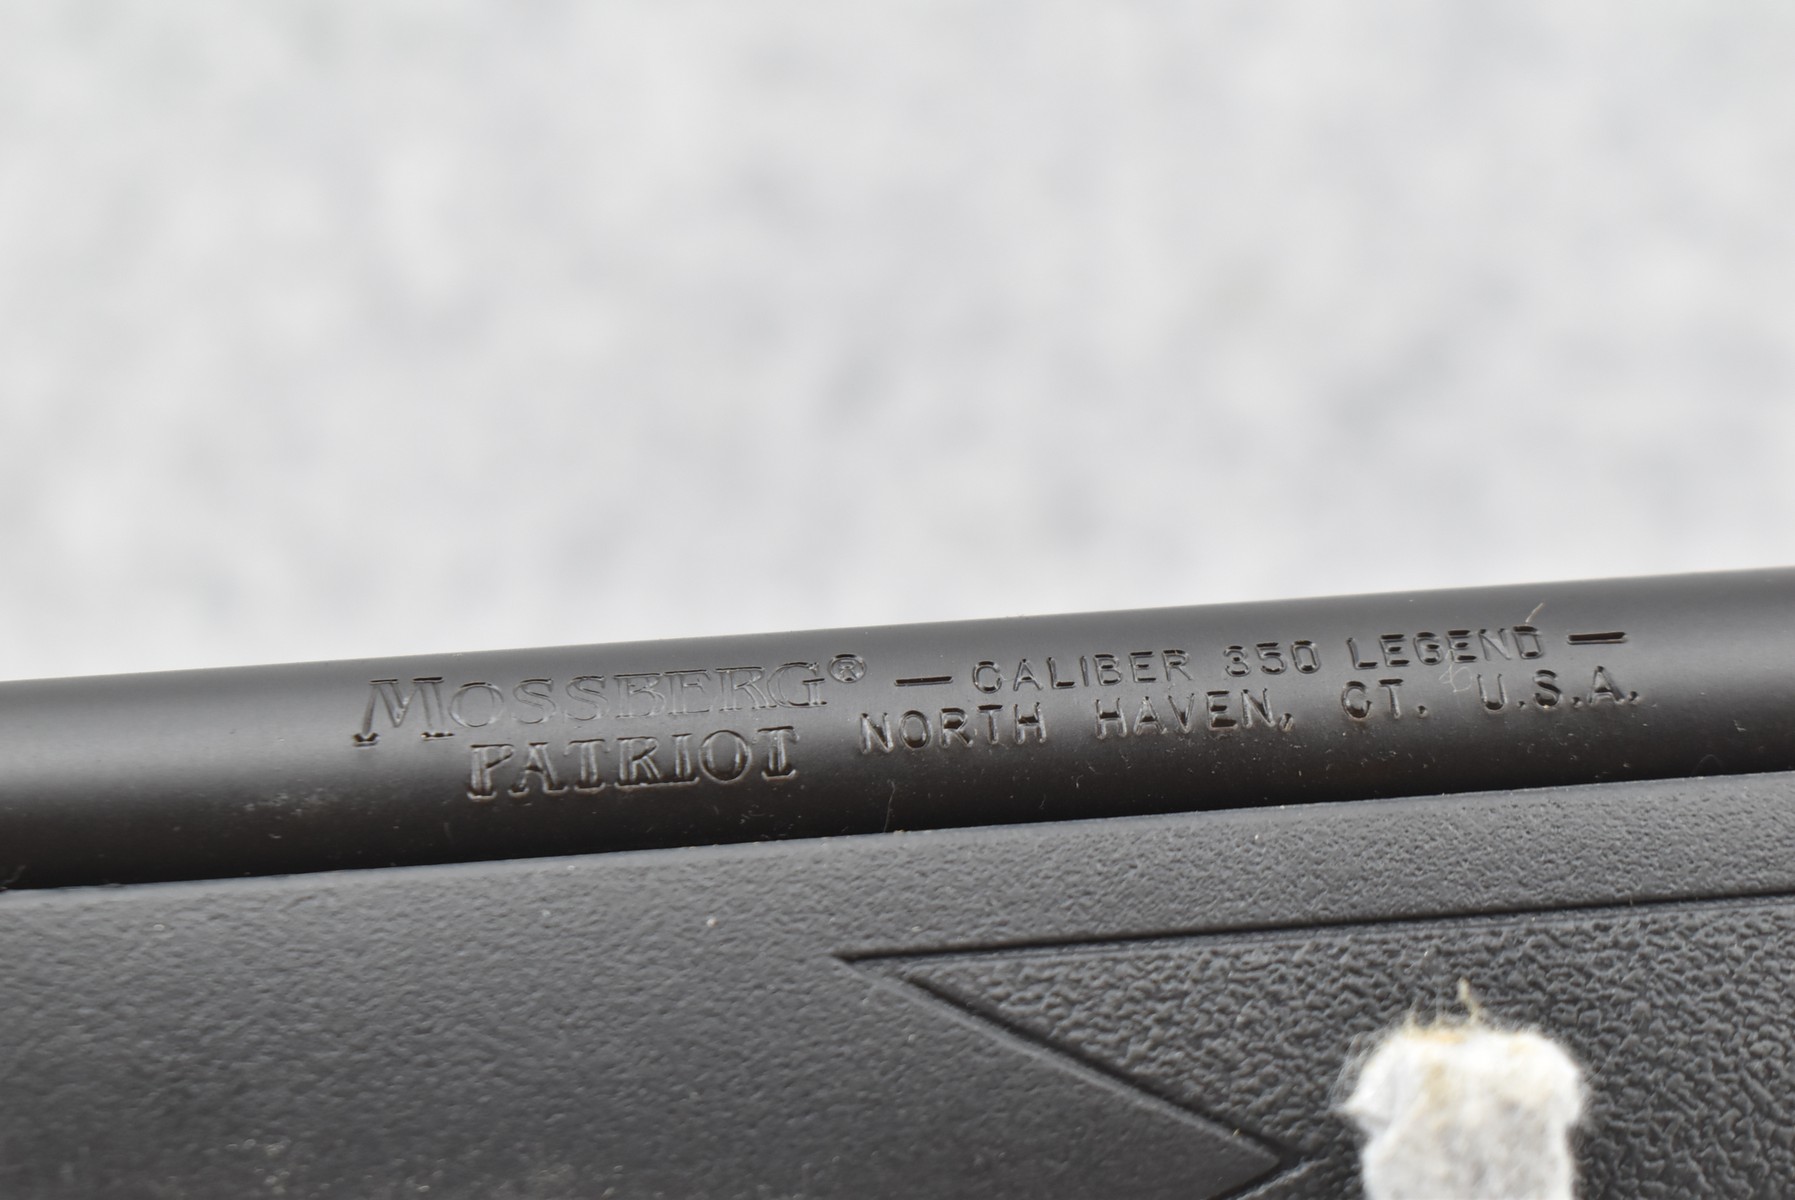 MOSSBERG®
PATRIOT
— CALIBER 350 LEGEND —
NORTH HAVEN, CT. U.S.A.